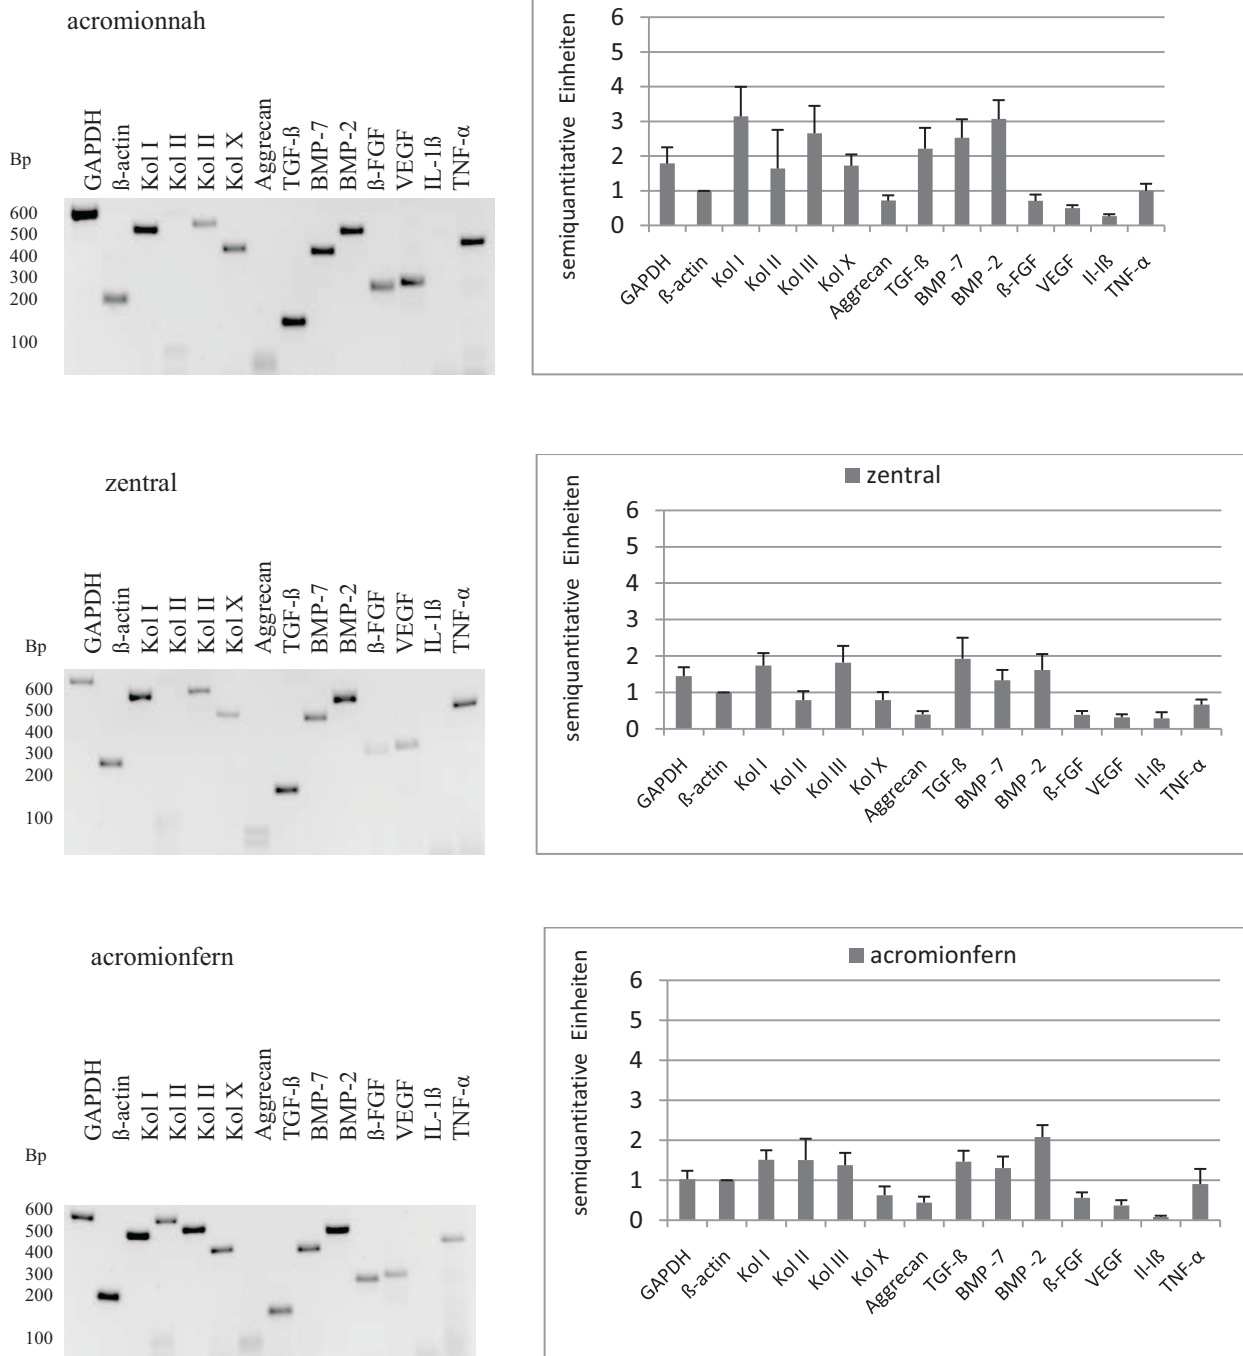 acromionnah
Bp
GAPDH
ß-actin
Kol I
Kol II
Kol II
Kol X
Aggrecan
TGF-ß
BMP-7
BMP-2
ß-FGF
VEGF
IL-1ß
TNF-α
600
500
400
300
200
100
semiquantitative Einheiten
6
5
4
3
2
1
0
GAPDH
ß-actin
Kol I
Kol II
Kol III
Kol X
Aggrecan
TGF-ß
BMP -7
BMP -2
ß-FGF
VEGF
Il-Iß
TNF-α
zentral
Bp
GAPDH
ß-actin
Kol I
Kol II
Kol II
Kol X
Aggrecan
TGF-ß
BMP-7
BMP-2
ß-FGF
VEGF
IL-1ß
TNF-α
600
500
400
300
200
100
zentral
semiquantitative Einheiten
6
5
4
3
2
1
0
GAPDH
ß-actin
Kol I
Kol II
Kol III
Kol X
Aggrecan
TGF-ß
BMP -7
BMP -2
ß-FGF
VEGF
Il-Iß
TNF-α
acromionfern
Bp
GAPDH
ß-actin
Kol I
Kol II
Kol II
Kol X
Aggrecan
TGF-ß
BMP-7
BMP-2
ß-FGF
VEGF
IL-1ß
TNF-α
600
500
400
300
200
100
acromionfern
semiquantitative Einheiten
6
5
4
3
2
1
0
GAPDH
ß-actin
Kol I
Kol II
Kol III
Kol X
Aggrecan
TGF-ß
BMP -7
BMP -2
ß-FGF
VEGF
Il-Iß
TNF-α